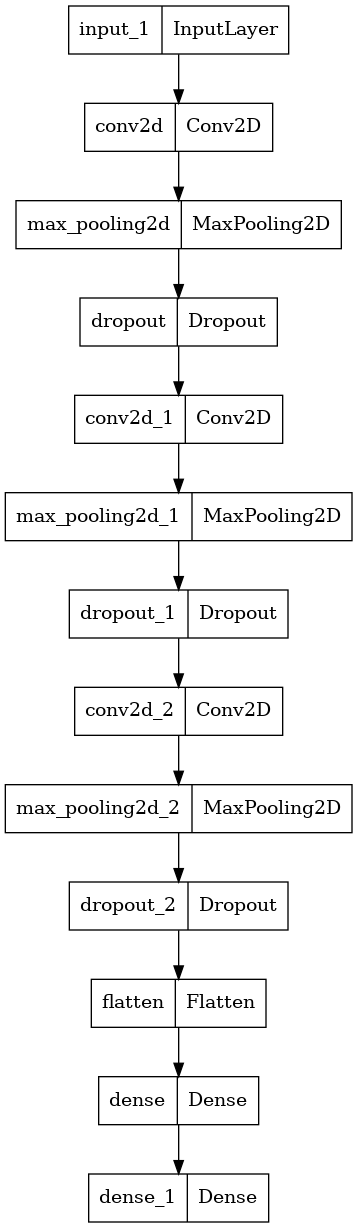 input_1 InputLayer
conv2d Conv2D
max_pooling2d MaxPooling2D
dropout Dropout
conv2d_1 Conv2D
max_pooling2d_1 MaxPooling2D
dropout_1 Dropout
conv2d_2 Conv2D
max_pooling2d_2 MaxPooling2D
dropout_2 Dropout
flatten Flatten
dense Dense
dense_1 Dense